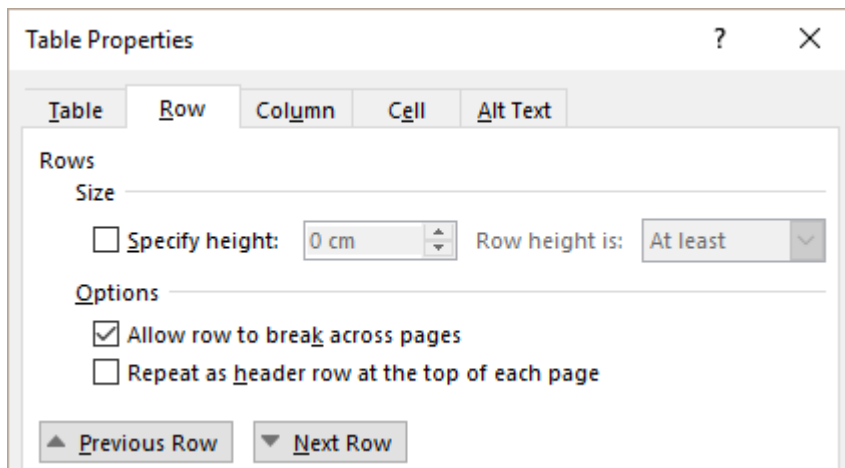 Table Properties ?
Table Row Column Cell Alt Text
Rows
Size
Specify height: 0 cm Row height is: At least
Options
Allow row to break across pages
Repeat as header row at the top of each page
Previous Row Next Row